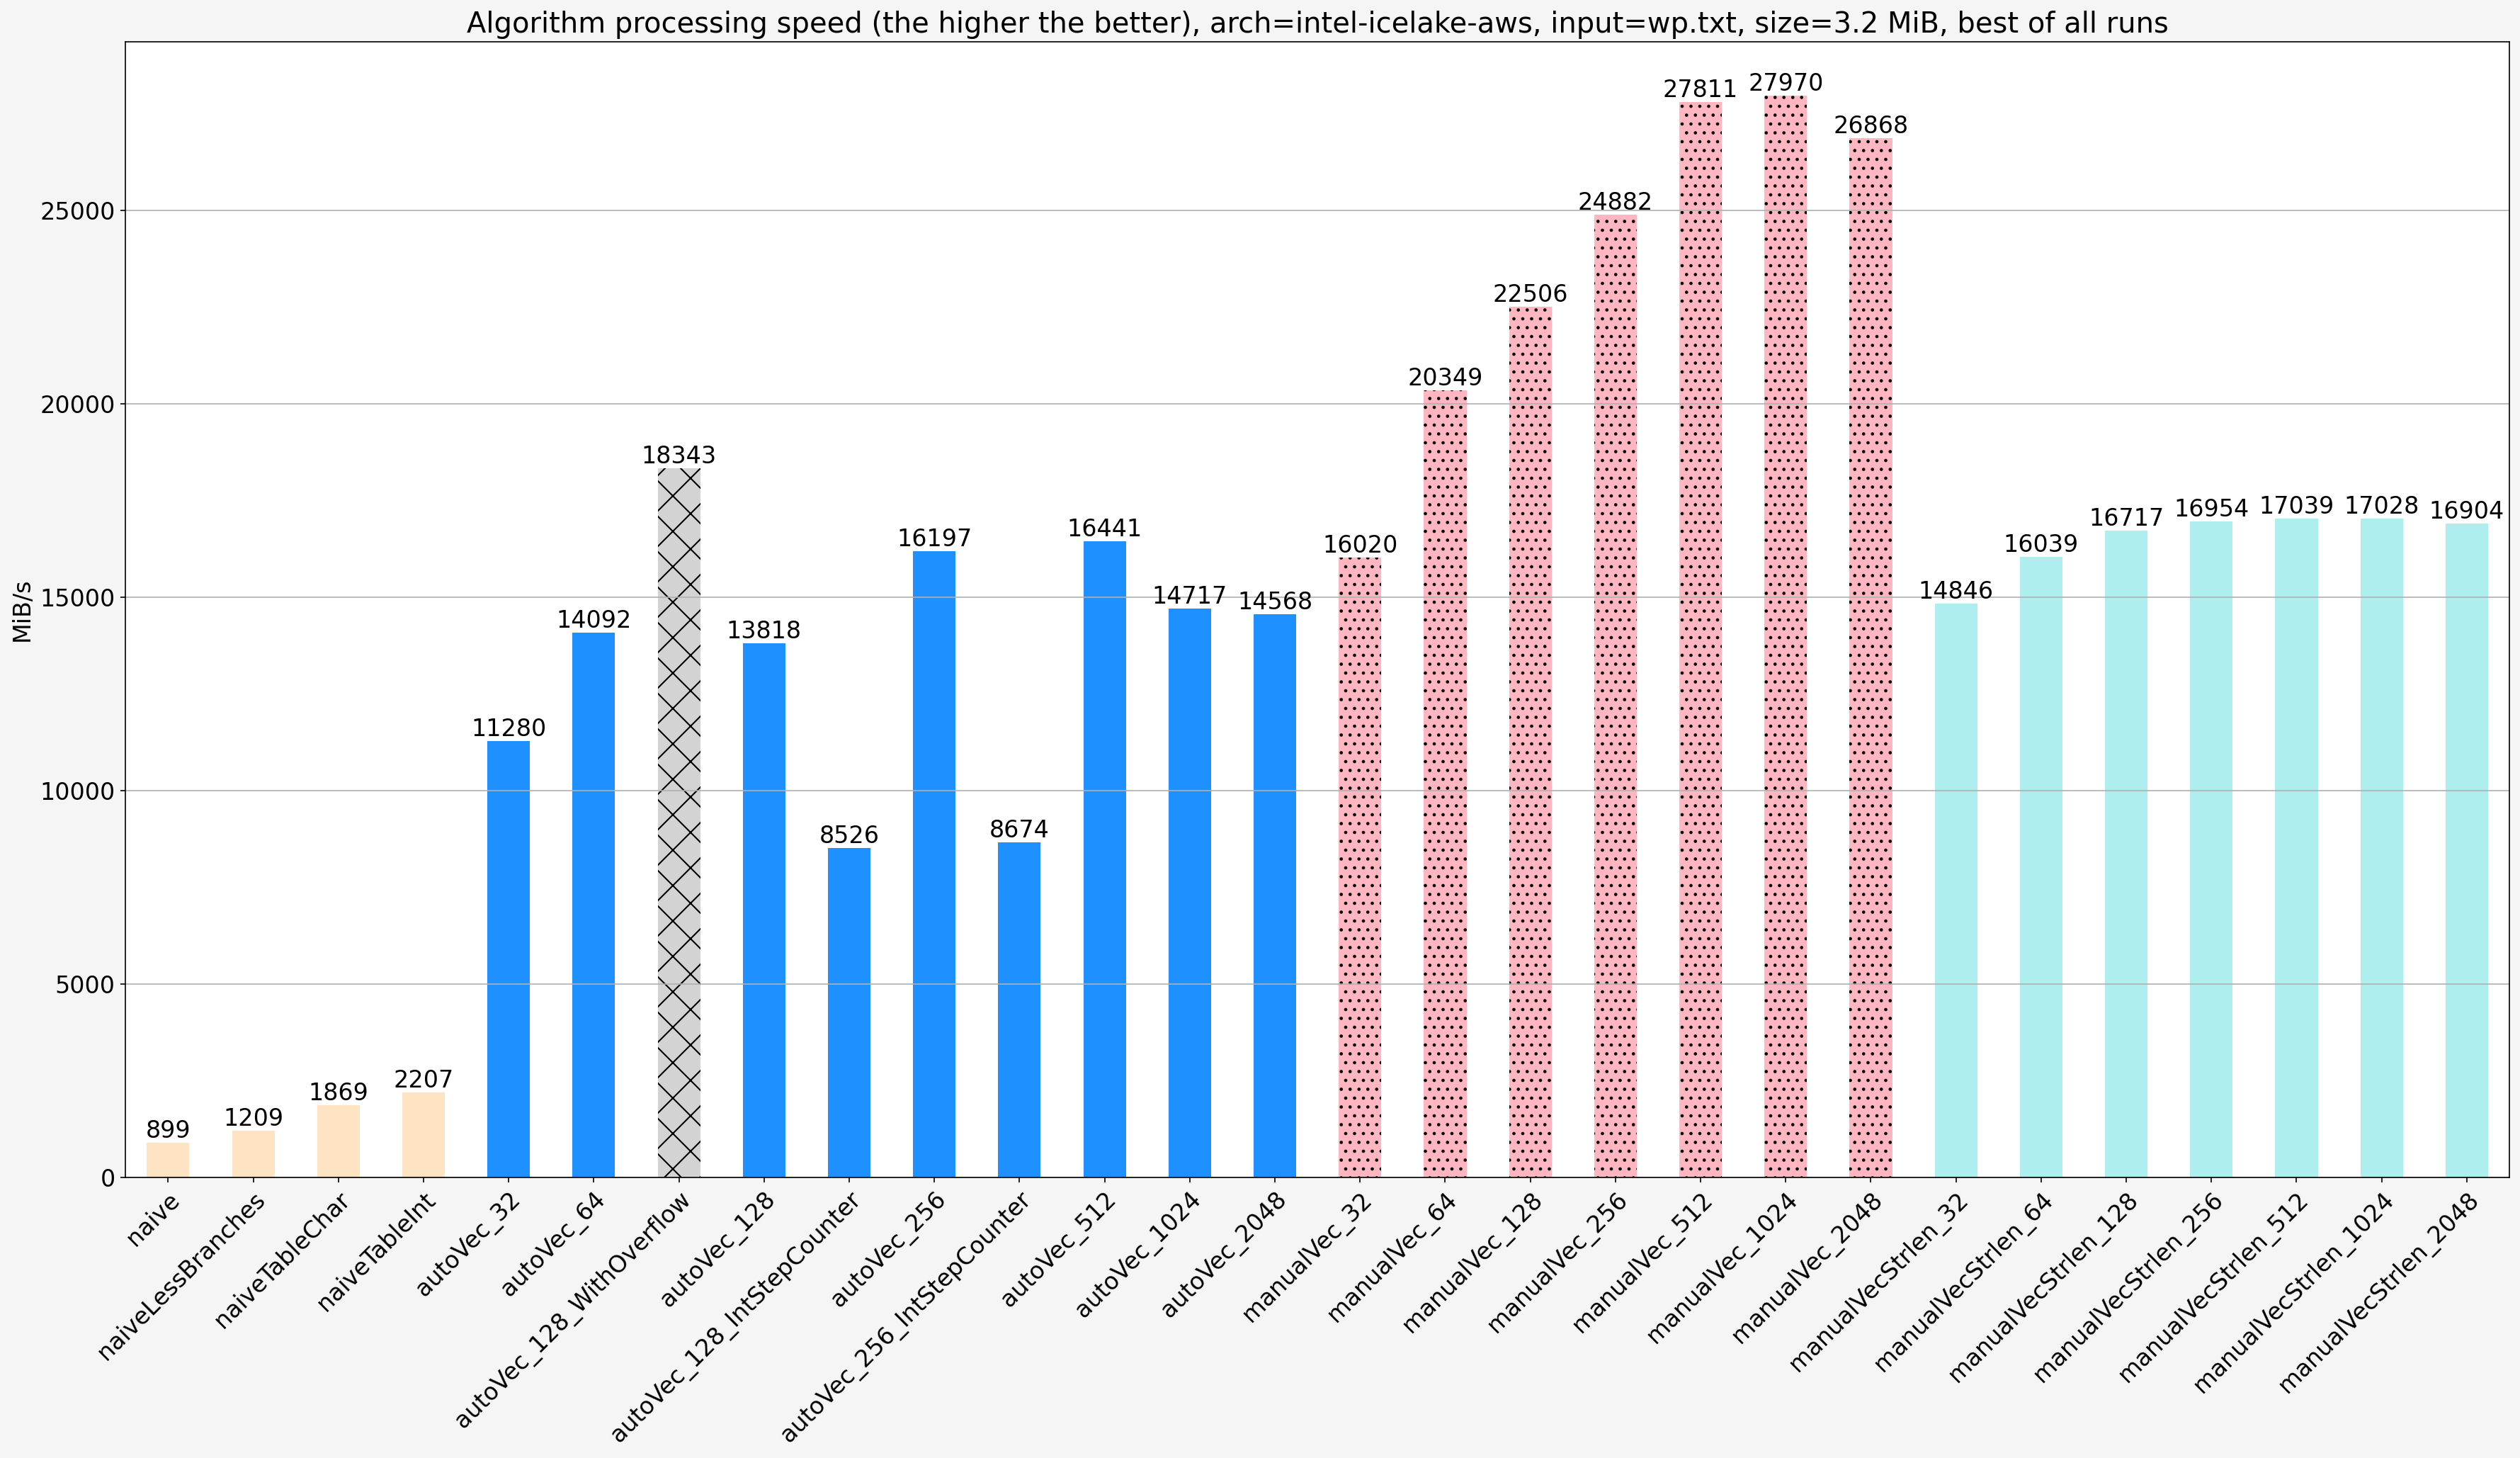 Algorithm processing speed (the higher the better), arch=intel-icelake-aws, input=wp.txt, size=3.2 MiB, best of all runs
MiB/s
25000
20000
15000
10000
5000
0
899
1209
1869
2207
11280
14092
18343
13818
8526
16197
8674
16441
14717
14568
16020
20349
22506
24882
27811
27970
26868
14846
16039
16717
16954
17039
17028
16904
naive
naiveLessBranches
naiveTableChar
naiveTableInt
autoVec_32
autoVec_64
autoVec_128_WithOverflow
autoVec_128
autoVec_128_IntStepCounter
autoVec_256
autoVec_256_IntStepCounter
autoVec_512
autoVec_1024
autoVec_2048
manualVec_32
manualVec_64
manualVec_128
manualVec_256
manualVec_512
manualVec_1024
manualVec_2048
manualVecStrlen_32
manualVecStrlen_64
manualVecStrlen_128
manualVecStrlen_256
manualVecStrlen_512
manualVecStrlen_1024
manualVecStrlen_2048